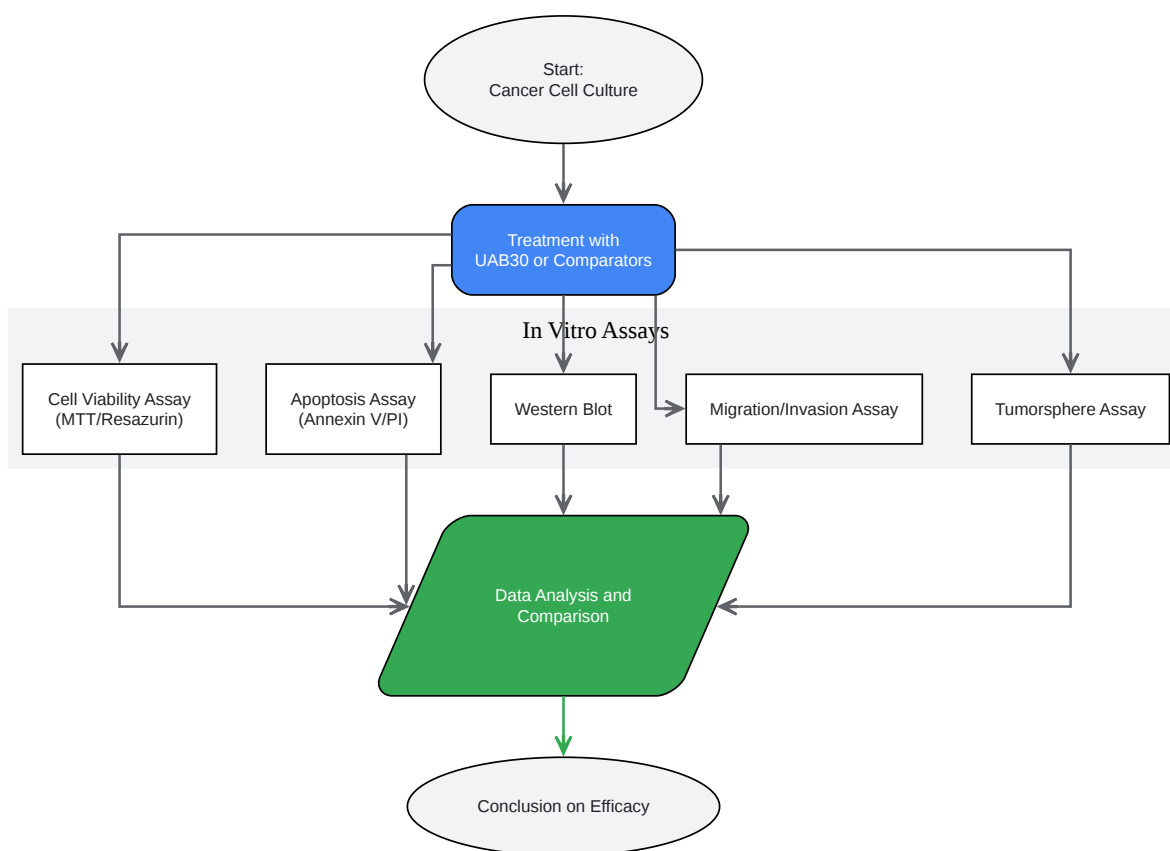 Start:
Cancer Cell Culture
Treatment with
UAB30 or Comparators
In Vitro Assays
Cell Viability Assay
(MTT/Resazurin)
Apoptosis Assay
(Annexin V/PI)
Western Blot
Migration/Invasion Assay
Tumorsphere Assay
Data Analysis and
Comparison
Conclusion on Efficacy